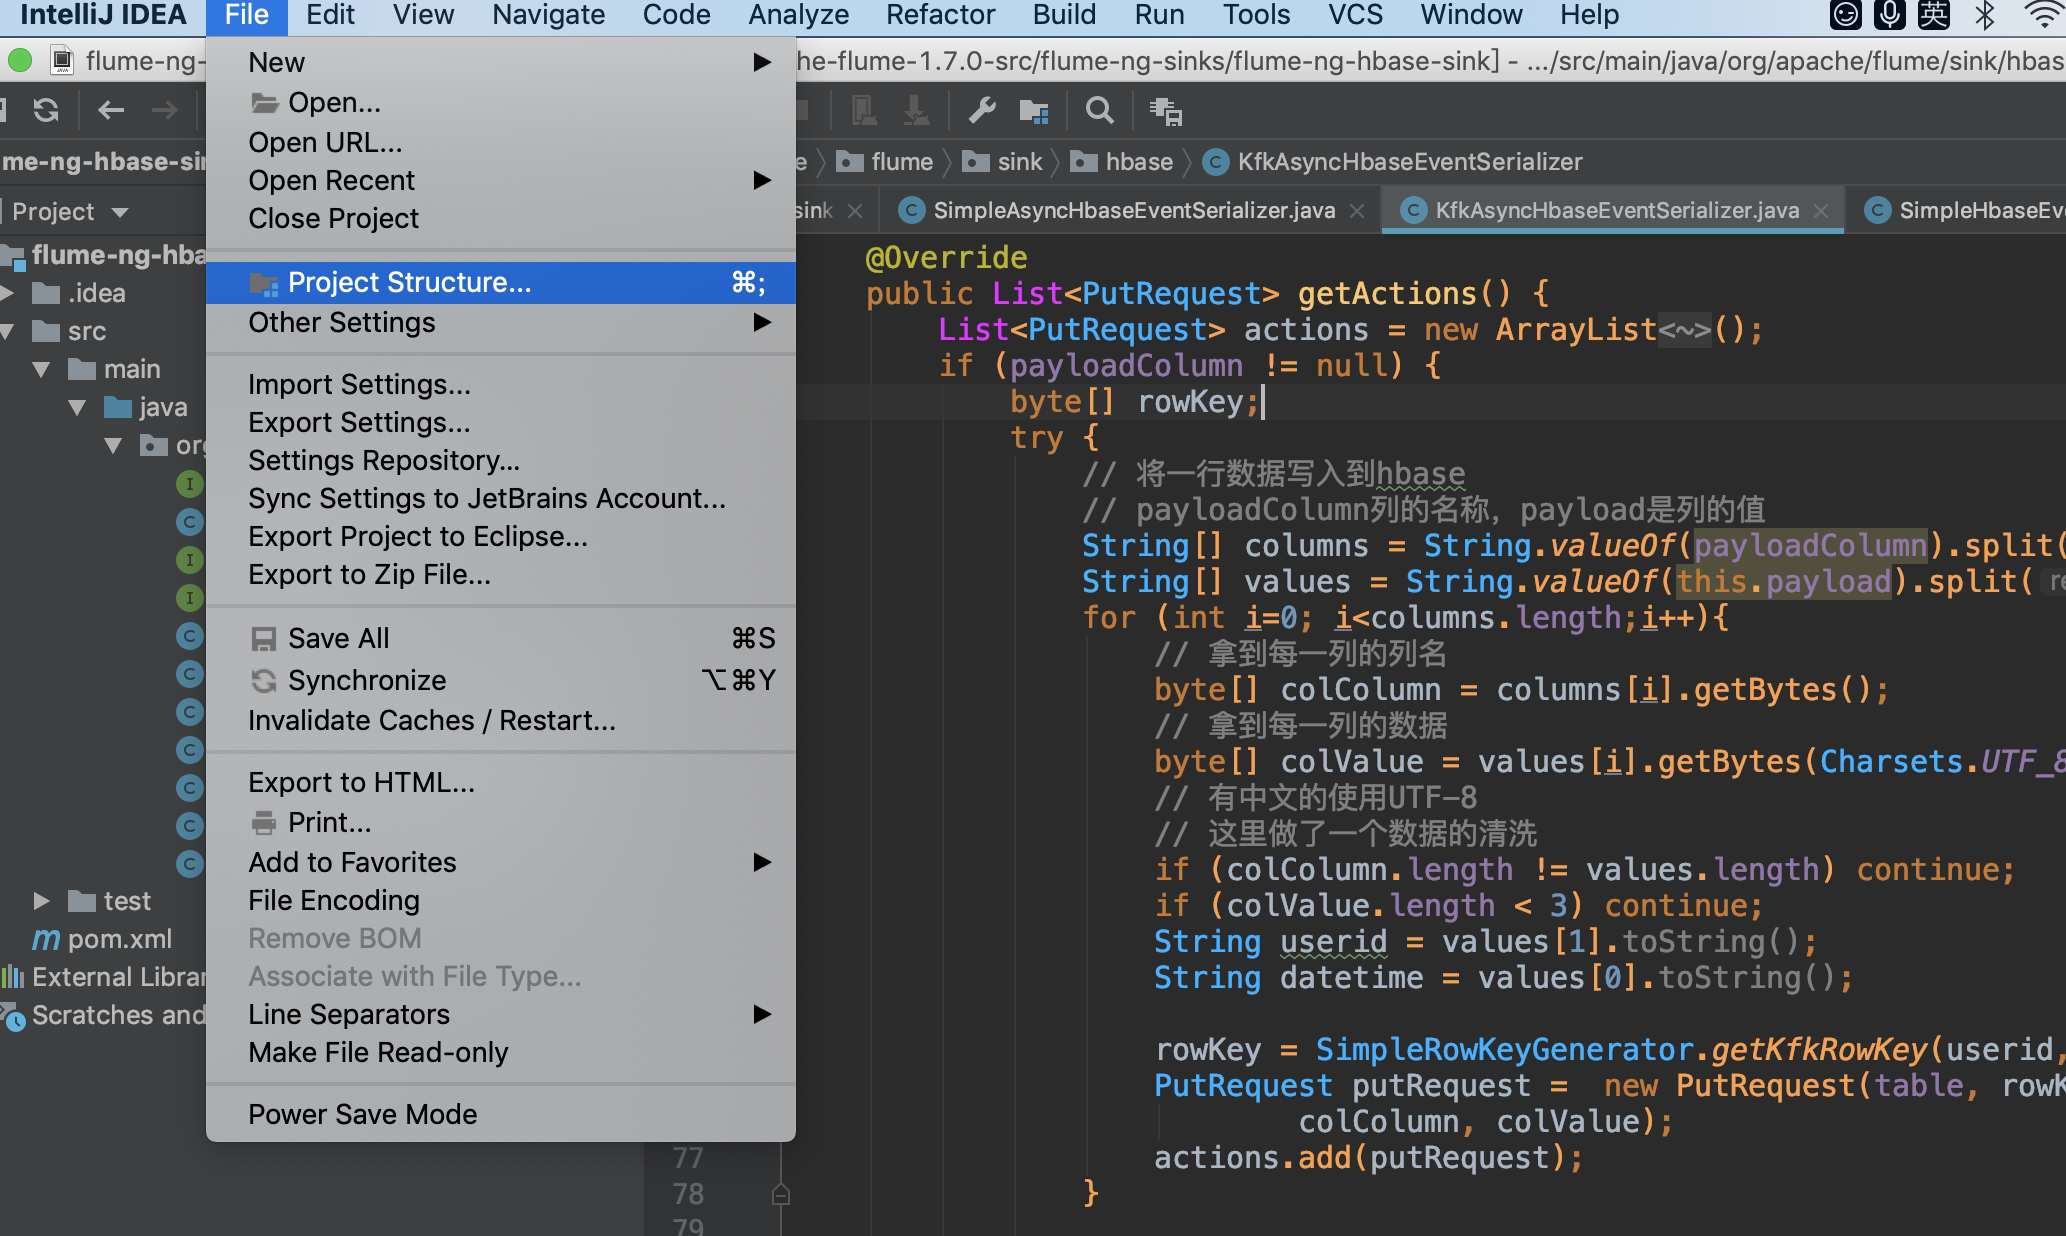 IntelliJ IDEA File Edit View Navigate Code Analyze Refactor Build Run Tools VCS Window Help 英
flume-ng- he-flume-1.7.0-src/flume-ng-sinks/flume-ng-hbase-sink] - .../src/main/java/org/apache/flume/sink/hbas
me-ng-hbase-sin e flume sink hbase KfkAsyncHbaseEventSerializer
Project sink SimpleAsyncHbaseEventSerializer.java KfkAsyncHbaseEventSerializer.java SimpleHbaseEve
flume-ng-hba
.idea
src
main
java
org
test
pom.xml
External Librar
Scratches and
New
Open...
Open URL...
Open Recent
Close Project
Project Structure... ⌘;
Other Settings
Import Settings...
Export Settings...
Settings Repository...
Sync Settings to JetBrains Account...
Export Project to Eclipse...
Export to Zip File...
Save All ⌘S
Synchronize ⌥⌘Y
Invalidate Caches / Restart...
Export to HTML...
Print...
Add to Favorites
File Encoding
Remove BOM
Associate with File Type...
Line Separators
Make File Read-only
Power Save Mode
@Override
public List<PutRequest> getActions() {
List<PutRequest> actions = new ArrayList<~>();
if (payloadColumn != null) {
byte[] rowKey;
try {
// 将一行数据写入到hbase
// payloadColumn列的名称，payload是列的值
String[] columns = String.valueOf(payloadColumn).split(
String[] values = String.valueOf(this.payload).split( re
for (int i=0; i<columns.length;i++){
// 拿到每一列的列名
byte[] colColumn = columns[i].getBytes();
// 拿到每一列的数据
byte[] colValue = values[i].getBytes(Charsets.UTF_8
// 有中文的使用UTF-8
// 这里做了一个数据的清洗
if (colColumn.length != values.length) continue;
if (colValue.length < 3) continue;
String userid = values[1].toString();
String datetime = values[0].toString();
rowKey = SimpleRowKeyGenerator.getKfkRowKey(userid,
PutRequest putRequest =  new PutRequest(table, rowK
colColumn, colValue);
77 actions.add(putRequest);
78 }
79